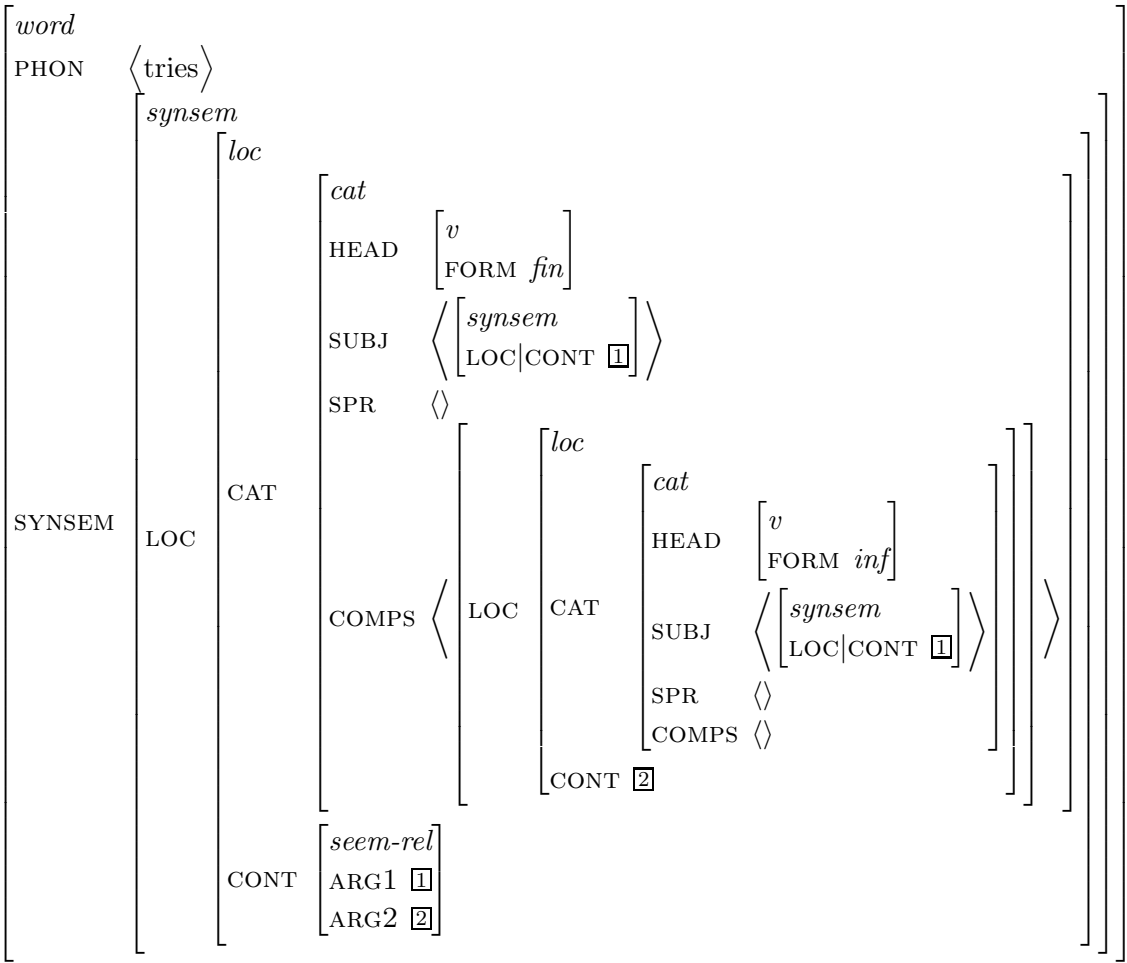 word
PHON ⟨tries⟩
synsem
loc
cat
HEAD [v
FORM fin]
SUBJ ⟨[synsem
LOC|CONT 1]⟩
SPR ⟨⟩
SYNSEM LOC CAT COMPS ⟨[LOC [loc
CAT [cat
HEAD [v
FORM inf]
SUBJ ⟨[synsem
LOC|CONT 1]⟩
SPR ⟨⟩
COMPS ⟨⟩]
CONT 2]]⟩
CONT [seem-rel
ARG1 1
ARG2 2]